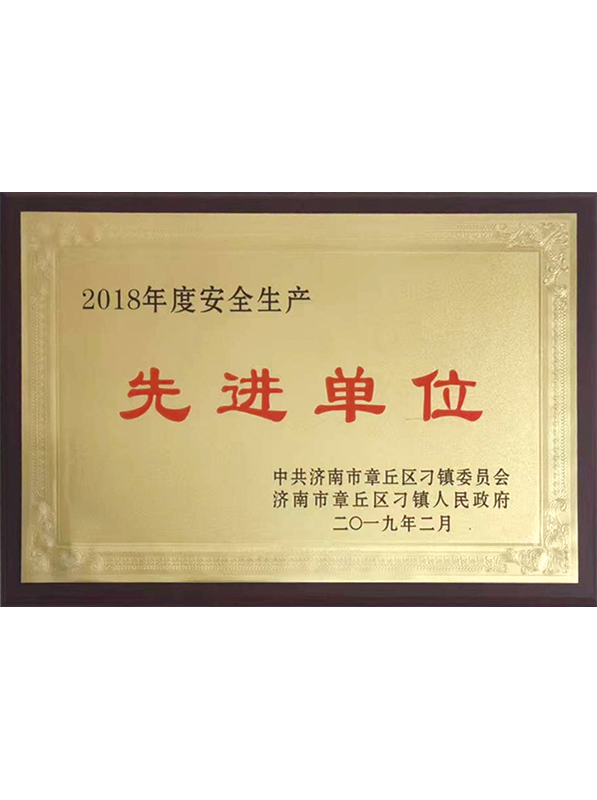 2018年度安全生产
先进单位
中共济南市章丘区刁镇委员会
济南市章丘区刁镇人民政府
二〇一九年二月